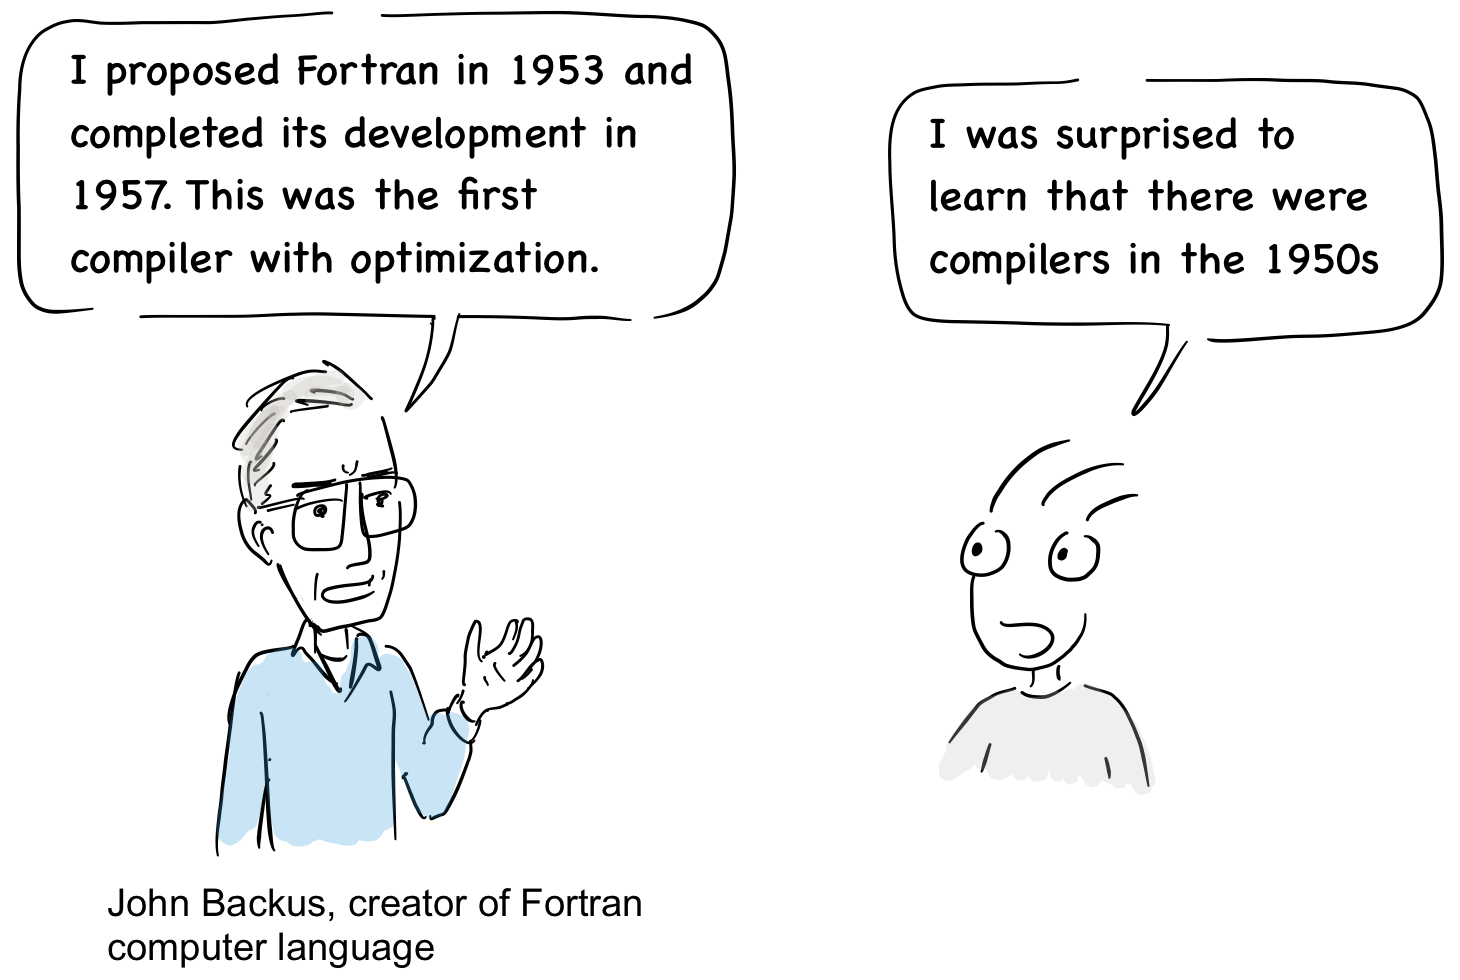 I proposed Fortran in 1953 and
completed its development in
1957. This was the first
compiler with optimization.
I was surprised to
learn that there were
compilers in the 1950s
John Backus, creator of Fortran
computer language